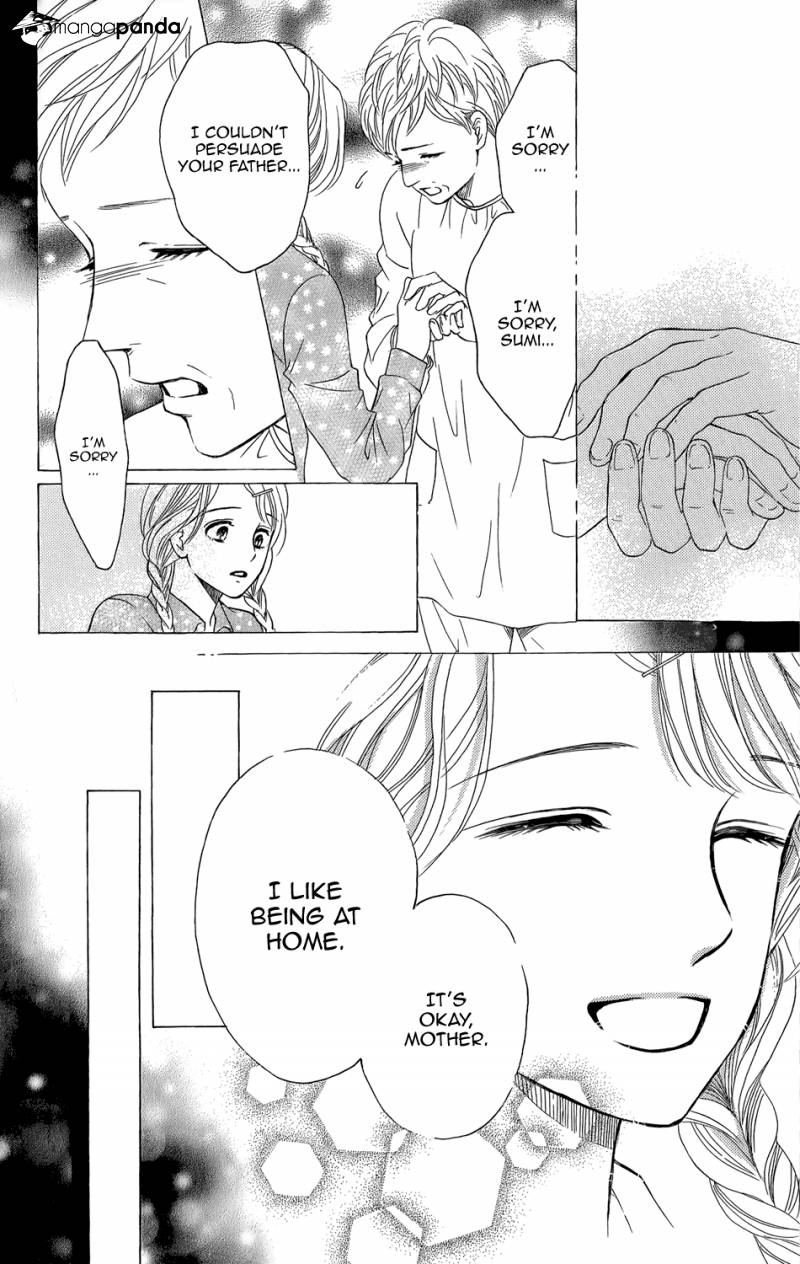 mangapanda
I'M
SORRY
...
I'M
SORRY,
SUMI...
I COULDN'T
PERSUADE
YOUR FATHER...
I'M
SORRY
...
I LIKE
BEING AT
HOME.
IT'S
OKAY,
MOTHER.